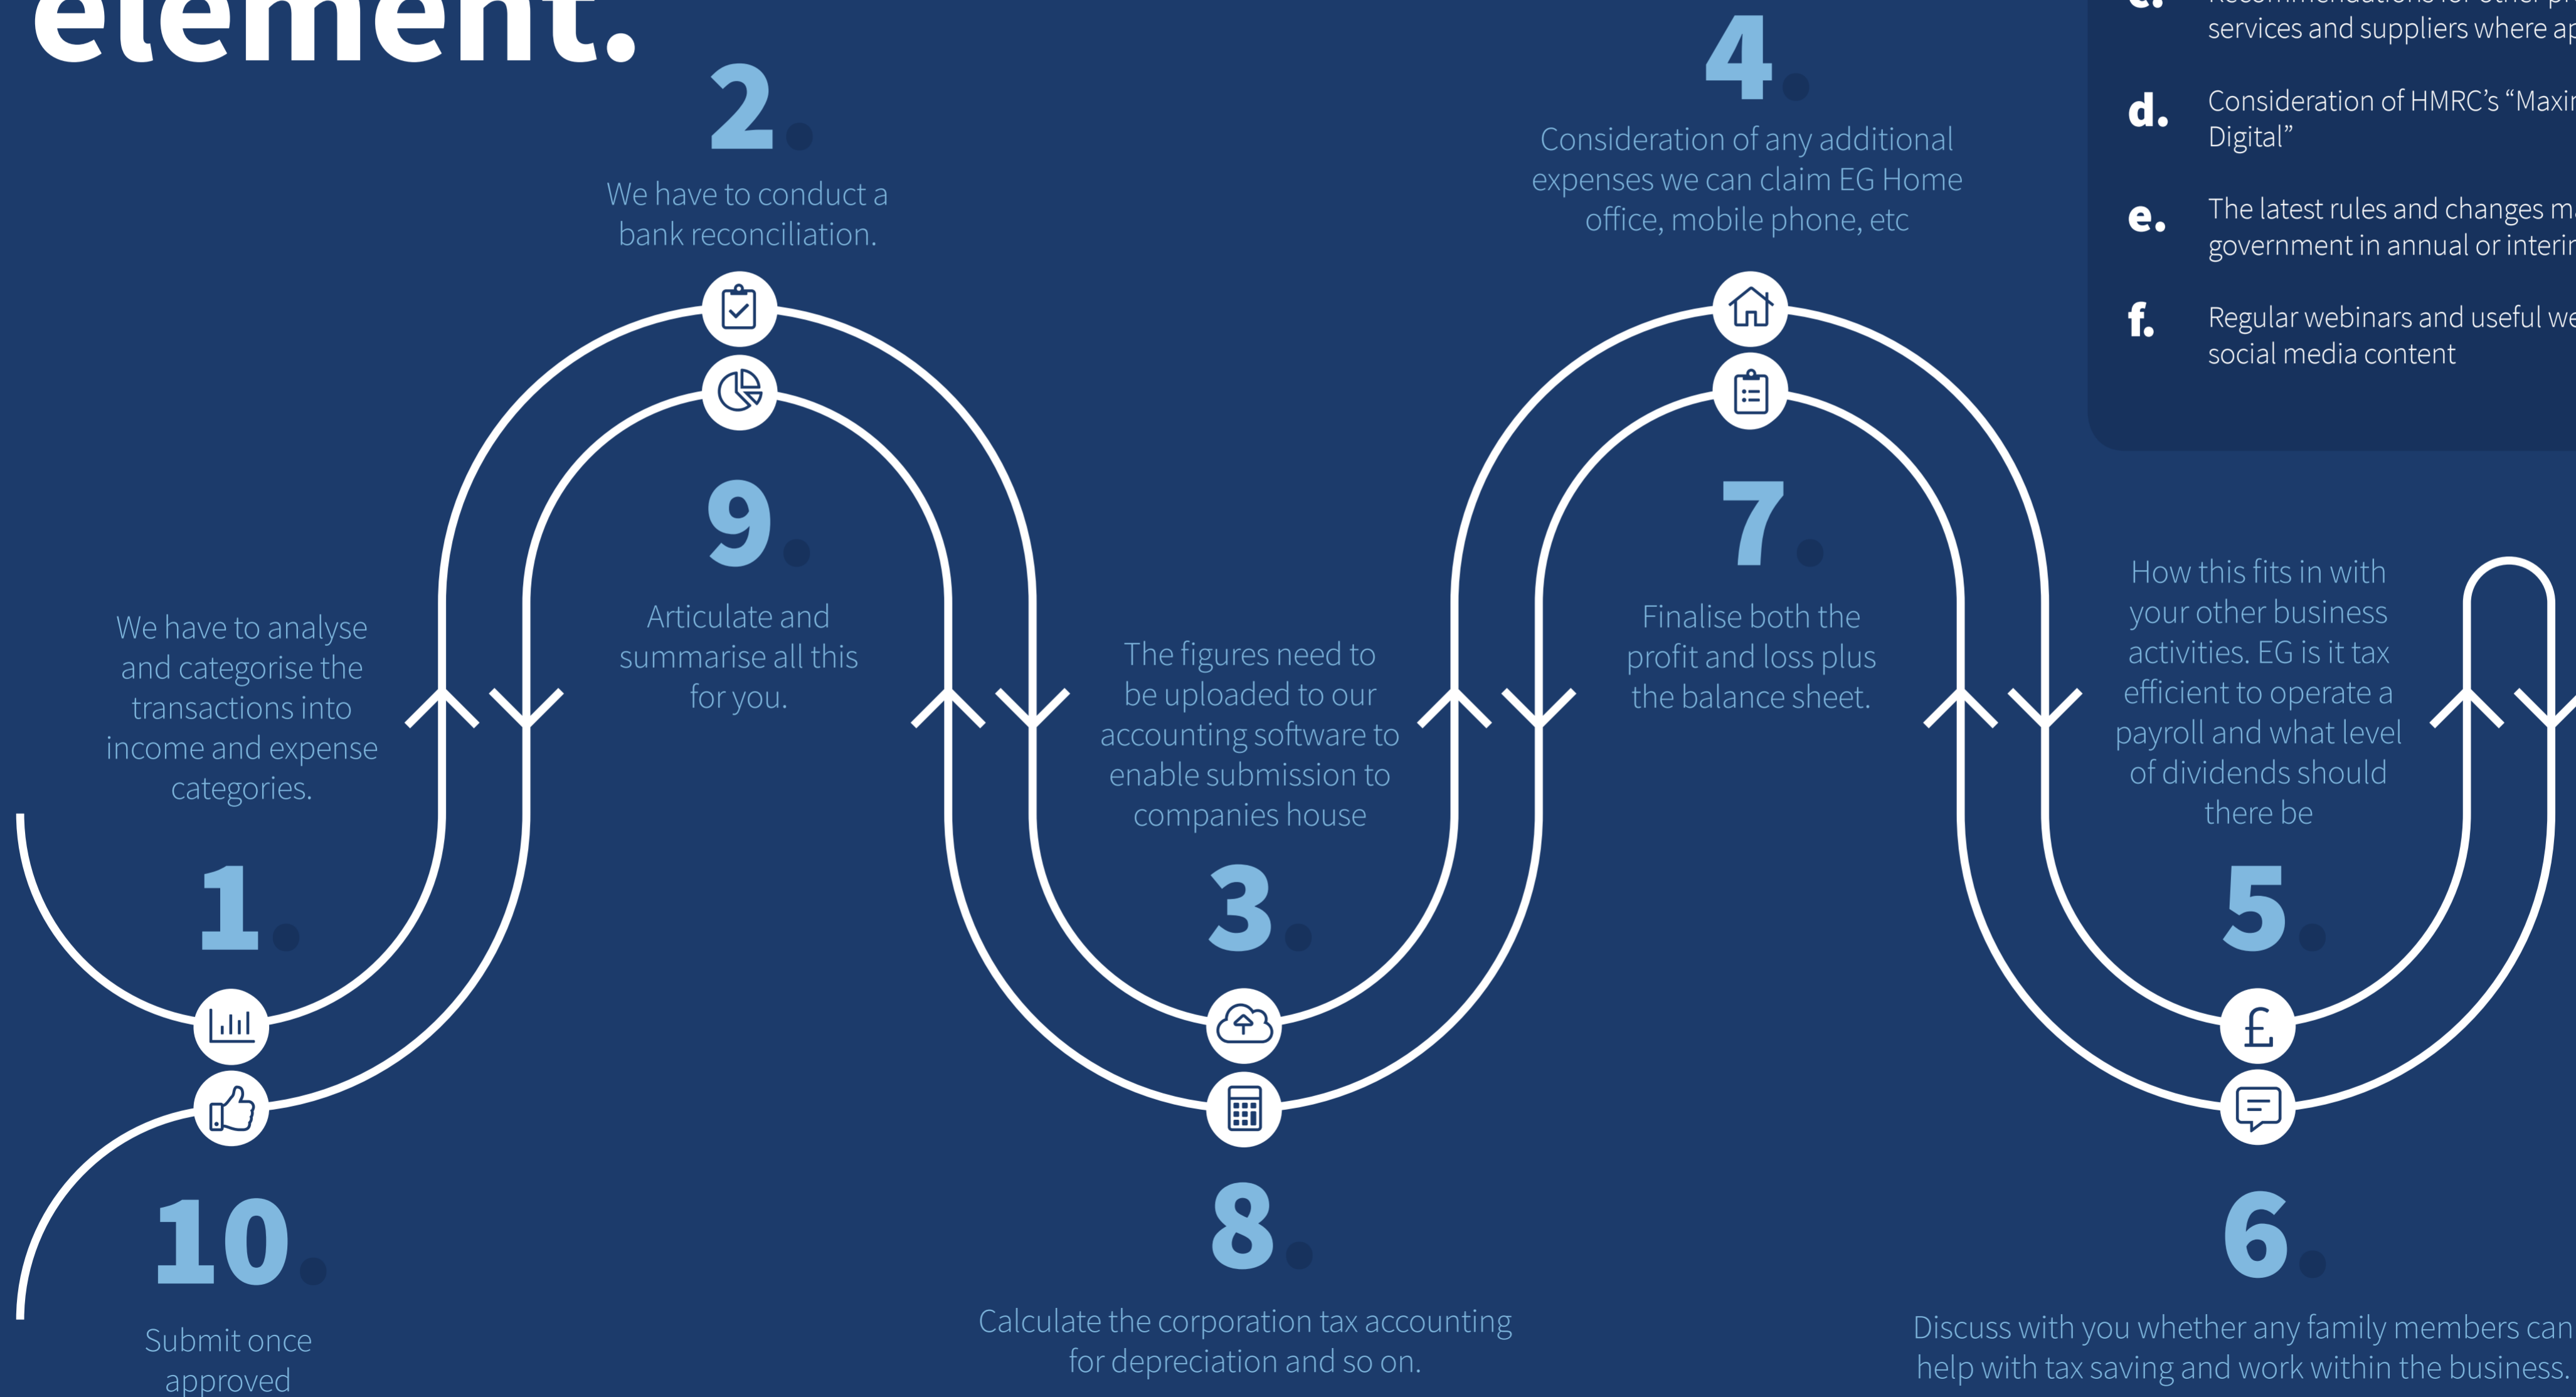 element.
services and suppliers where
d.
Consideration of HMRC's “
Digital”
e.
The latest rules and changes
government in annual or
f.
Regular webinars and useful
social media content
1.
We have to analyse
and categorise the
transactions into
income and expense
categories.
2.
We have to conduct a
bank reconciliation.
3.
The figures need to
be uploaded to our
accounting software to
enable submission to
companies house
4.
Consideration of any additional
expenses we can claim EG Home
office, mobile phone, etc
5.
How this fits in with
your other business
activities. EG is it tax
efficient to operate a
payroll and what level
of dividends should
there be
6.
Discuss with you whether any family members can
help with tax saving and work within the business.
7.
Finalise both the
profit and loss plus
the balance sheet.
8.
Calculate the corporation tax accounting
for depreciation and so on.
9.
Articulate and
summarise all this
for you.
10.
Submit once
approved
£